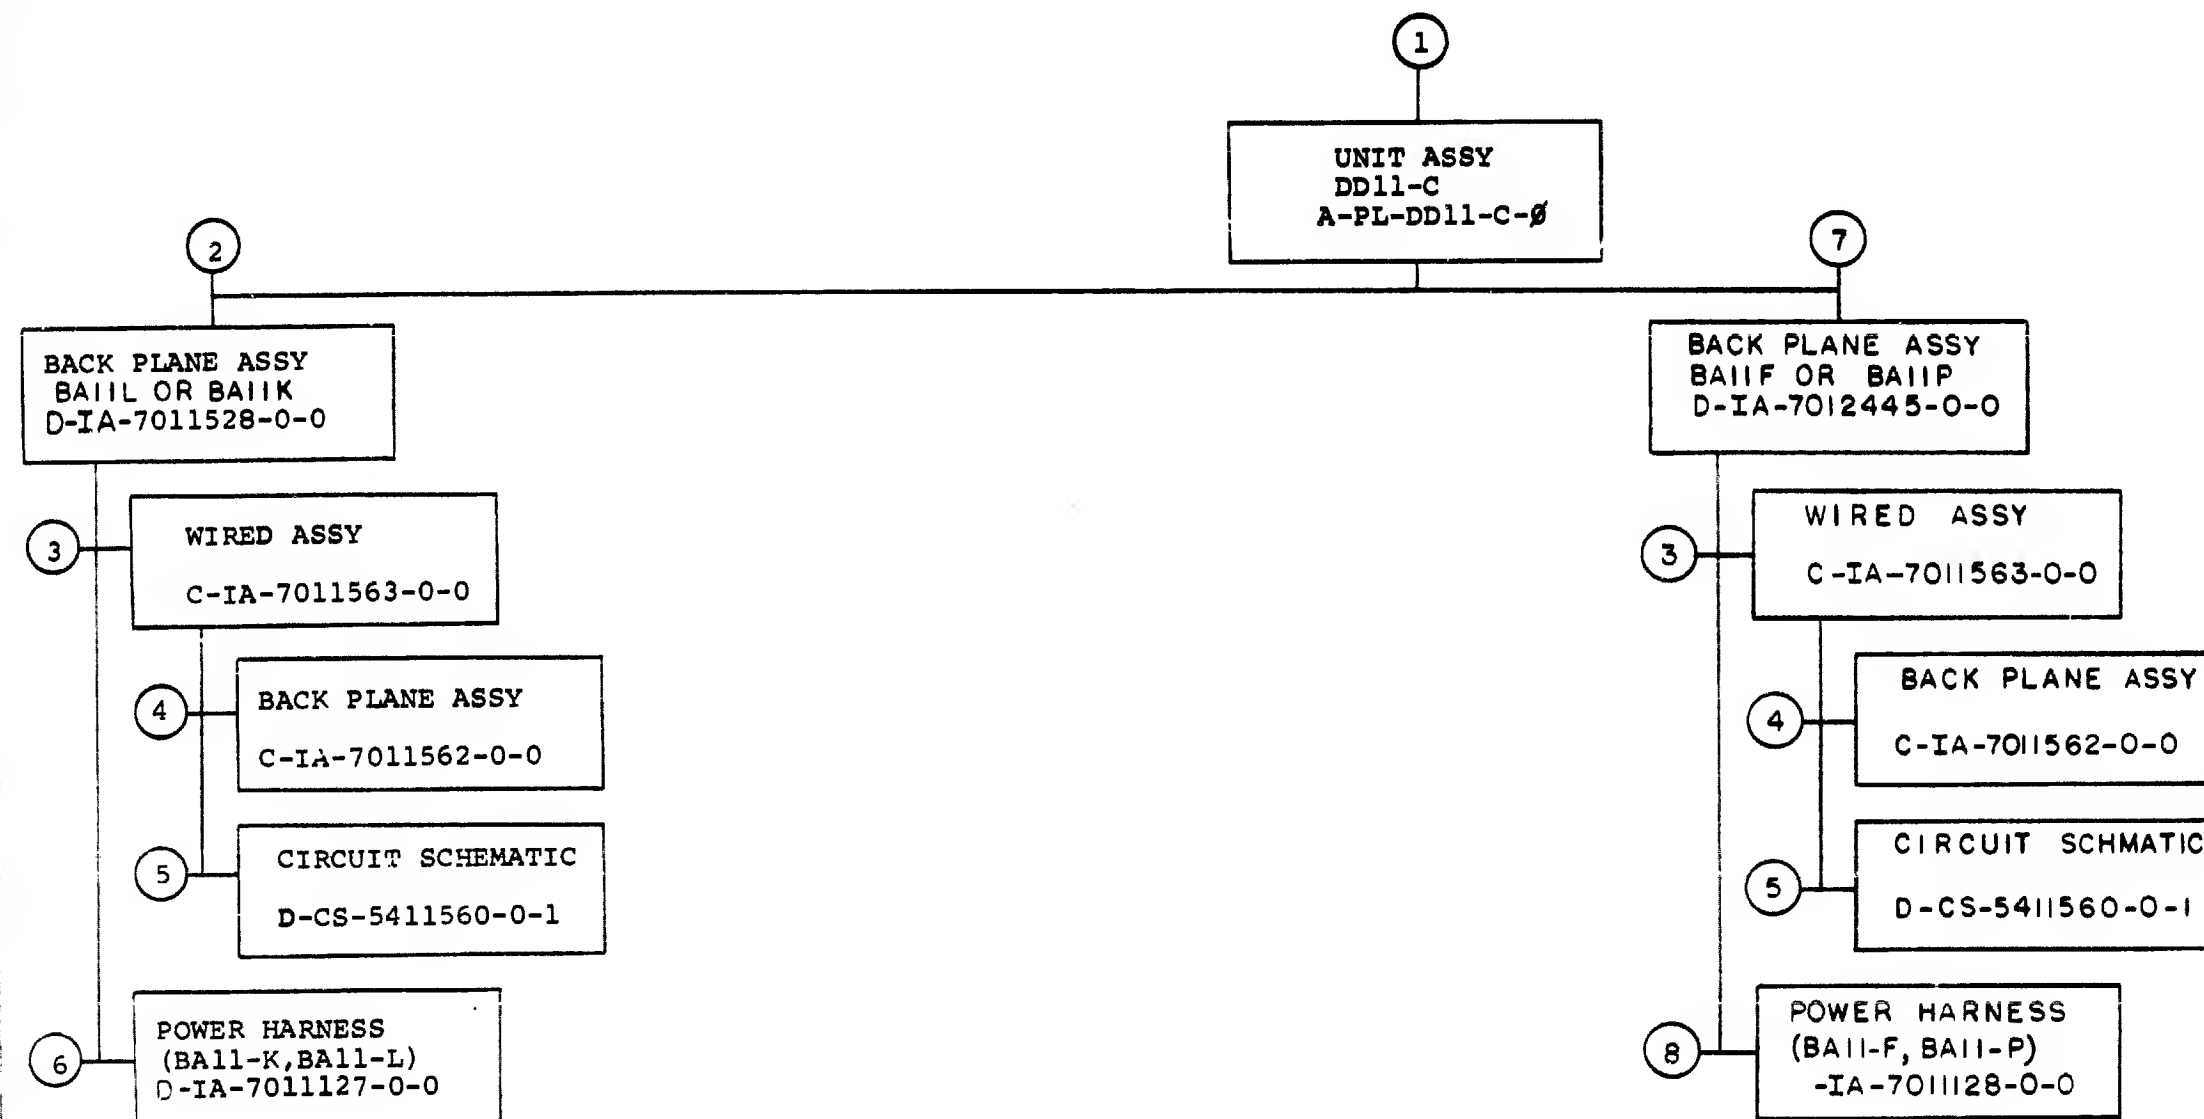 1
UNIT ASSY
DD11-C
A-PL-DD11-C-Ø
2
BACK PLANE ASSY
BA11L OR BA11K
D-IA-7011528-0-0
3
WIRED ASSY
C-IA-7011563-0-0
4
BACK PLANE ASSY
C-IA-7011562-0-0
5
CIRCUIT SCHEMATIC
D-CS-5411560-0-1
6
POWER HARNESS
(BA11-K,BA11-L)
D-IA-7011127-0-0
7
BACK PLANE ASSY
BA11F OR BA11P
D-IA-7012445-0-0
3
WIRED ASSY
C-IA-7011563-0-0
4
BACK PLANE ASSY
C-IA-7011562-0-0
5
CIRCUIT SCHMATIC
D-CS-5411560-0-1
8
POWER HARNESS
(BA11-F, BA11-P)
-IA-7011128-0-0